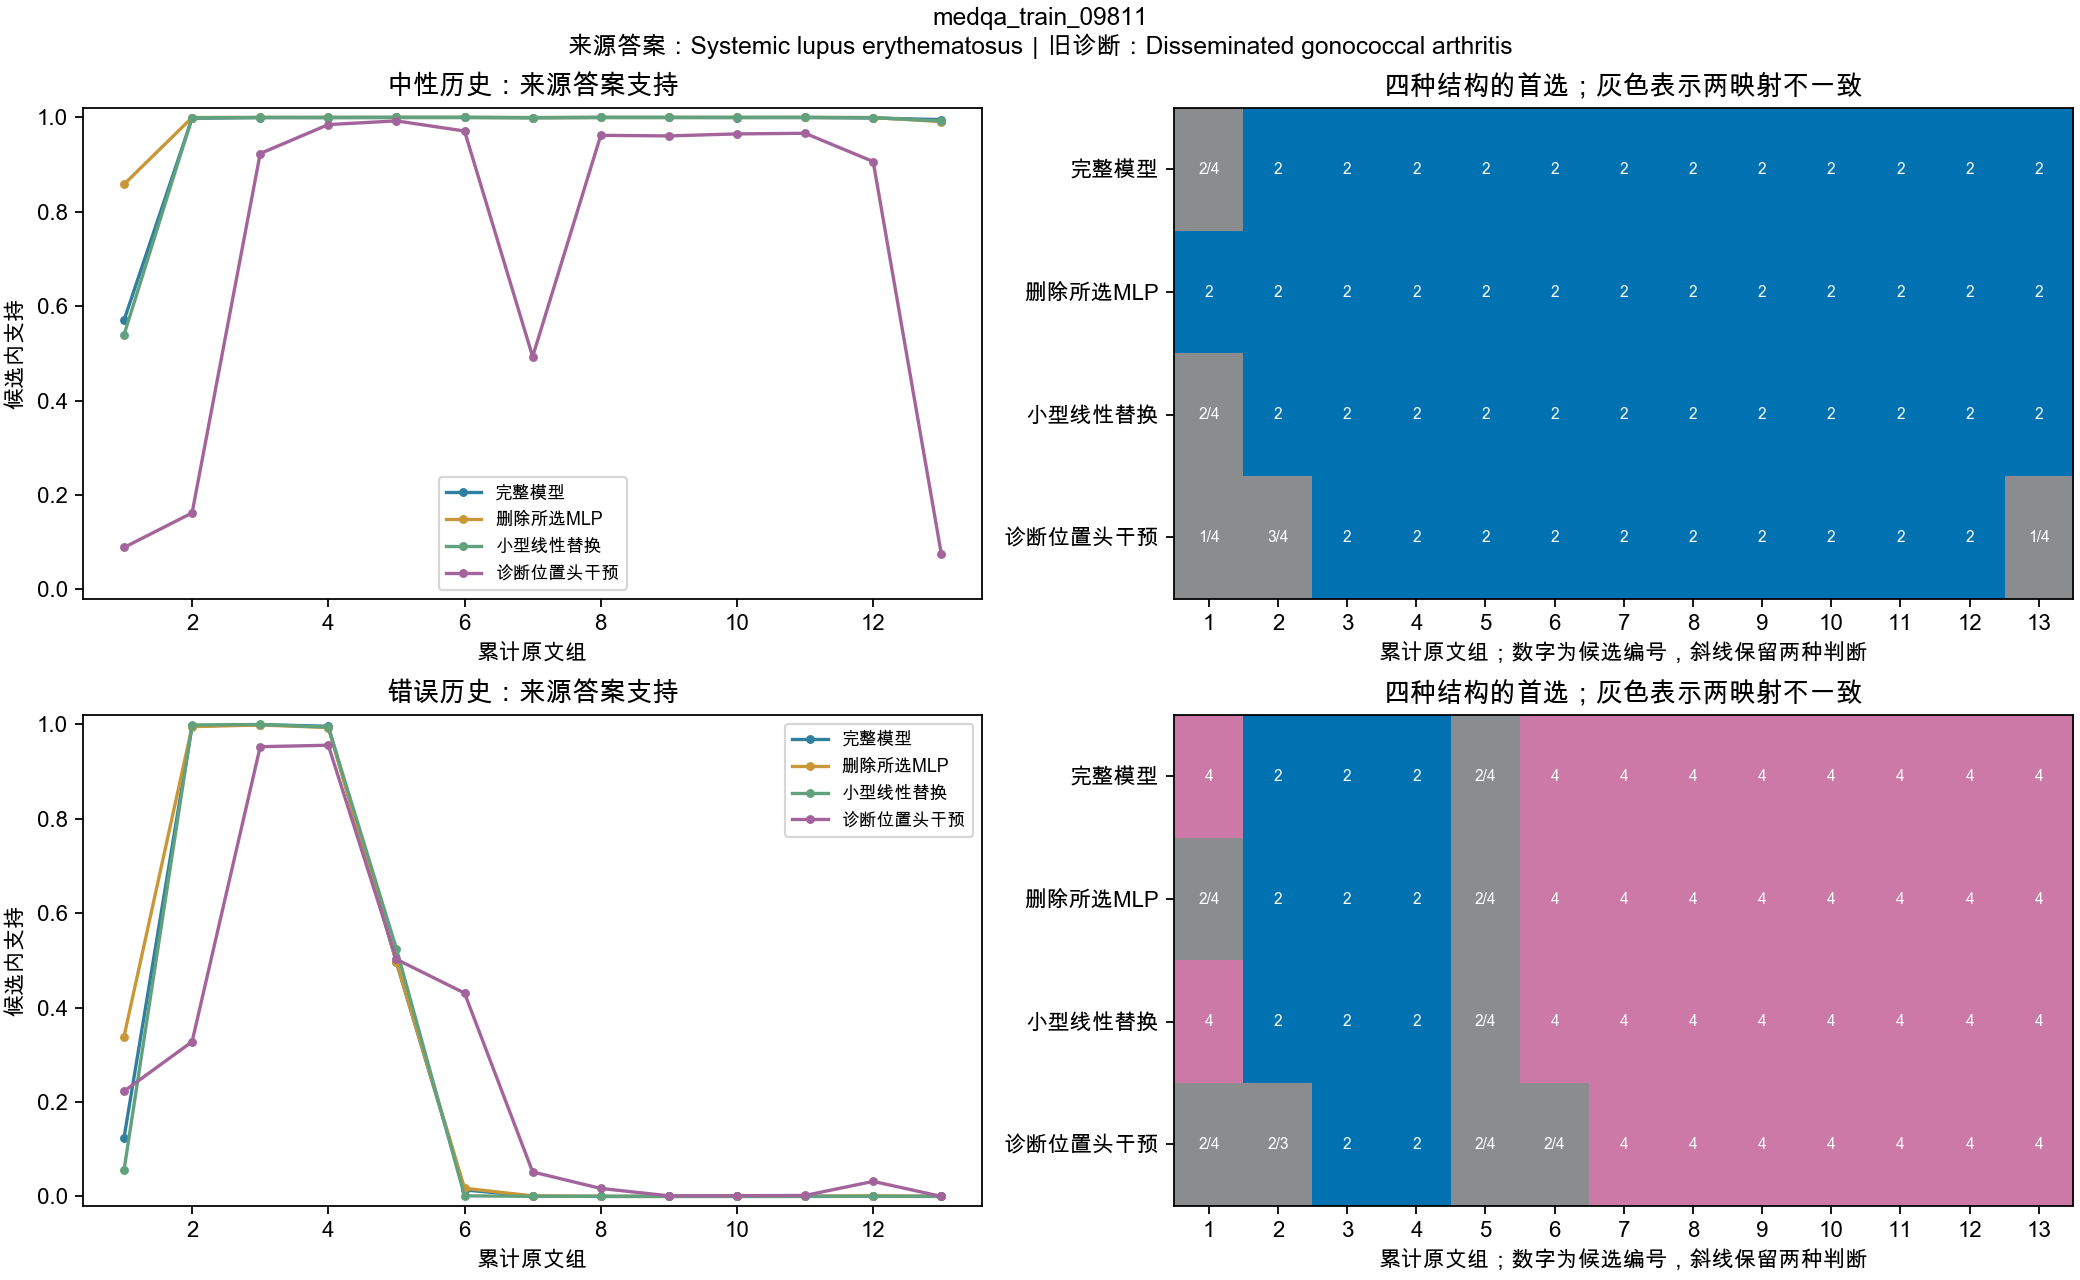 medqa_train_09811
来源答案：Systemic lupus erythematosus | 旧诊断：Disseminated gonococcal arthritis
中性历史：来源答案支持
候选内支持
1.0
0.8
0.6
0.4
0.2
0.0
完整模型
删除所选MLP
小型线性替换
诊断位置头干预
2 4 6 8 10 12
累计原文组
四种结构的首选；灰色表示两映射不一致
完整模型 2/4 2 2 2 2 2 2 2 2 2 2 2 2
删除所选MLP 2 2 2 2 2 2 2 2 2 2 2 2 2
小型线性替换 2/4 2 2 2 2 2 2 2 2 2 2 2 2
诊断位置头干预 1/4 3/4 2 2 2 2 2 2 2 2 2 2 1/4
1 2 3 4 5 6 7 8 9 10 11 12 13
累计原文组；数字为候选编号，斜线保留两种判断
错误历史：来源答案支持
候选内支持
1.0
0.8
0.6
0.4
0.2
0.0
完整模型
删除所选MLP
小型线性替换
诊断位置头干预
2 4 6 8 10 12
累计原文组
四种结构的首选；灰色表示两映射不一致
完整模型 4 2 2 2 2/4 4 4 4 4 4 4 4 4
删除所选MLP 2/4 2 2 2 2/4 4 4 4 4 4 4 4 4
小型线性替换 4 2 2 2 2/4 4 4 4 4 4 4 4 4
诊断位置头干预 2/4 2/3 2 2 2/4 2/4 4 4 4 4 4 4 4
1 2 3 4 5 6 7 8 9 10 11 12 13
累计原文组；数字为候选编号，斜线保留两种判断